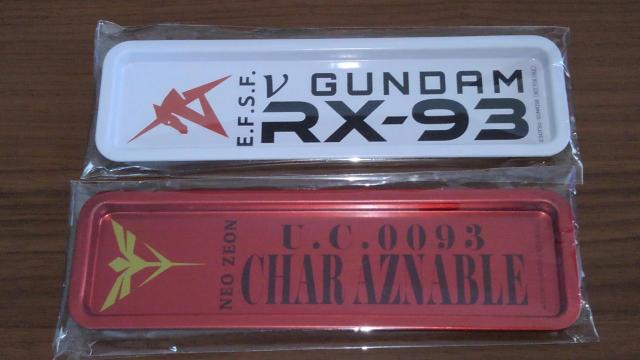 E.F.S.F.
ν GUNDAM
RX-93
NEO ZEON
U.C.0093
CHAR AZNABLE